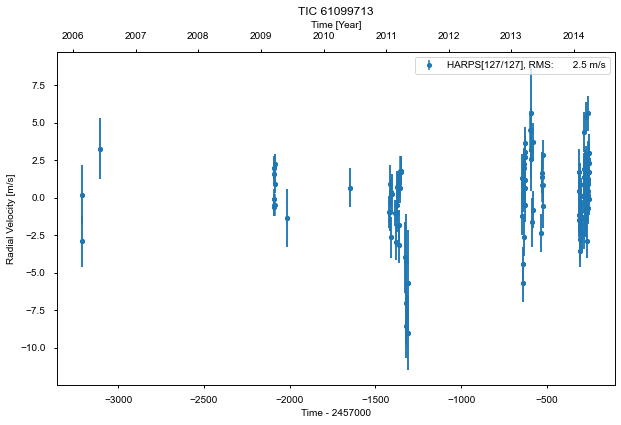 TIC 61099713
Time [Year]
2006 2007 2008 2009 2010 2011 2012 2013 2014
HARPS[127/127], RMS: 2.5 m/s
7.5
5.0
2.5
0.0
−2.5
−5.0
−7.5
−10.0
Radial Velocity [m/s]
−3000 −2500 −2000 −1500 −1000 −500
Time - 2457000